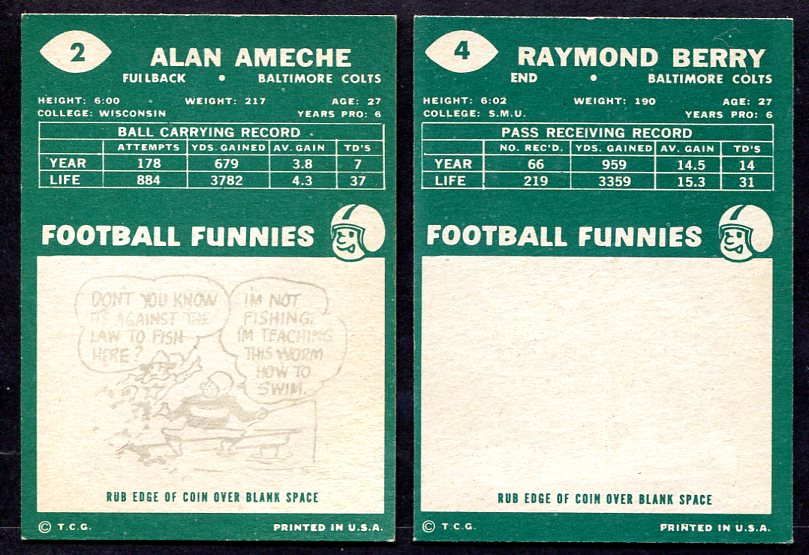 2
ALAN AMECHE
FULLBACK • BALTIMORE COLTS
HEIGHT: 6:00 WEIGHT: 217 AGE: 27
COLLEGE: WISCONSIN YEARS PRO: 6
BALL CARRYING RECORD
ATTEMPTS YDS. GAINED AV. GAIN TD'S
YEAR 178 679 3.8 7
LIFE 884 3782 4.3 37
FOOTBALL FUNNIES
DON'T YOU KNOW
ITS AGAINST THE
LAW TO FISH
HERE?
I'M NOT
FISHING.
I'M TEACHING
THIS WORM
HOW TO
SWIM.
RUB EDGE OF COIN OVER BLANK SPACE
© T.C.G. PRINTED IN U.S.A.
4
RAYMOND BERRY
END • BALTIMORE COLTS
HEIGHT: 6:02 WEIGHT: 190 AGE: 27
COLLEGE: S.M.U. YEARS PRO: 6
PASS RECEIVING RECORD
NO. REC'D. YDS. GAINED AV. GAIN TD'S
YEAR 66 959 14.5 14
LIFE 219 3359 15.3 31
FOOTBALL FUNNIES
RUB EDGE OF COIN OVER BLANK SPACE
© T.C.G. PRINTED IN U.S.A.